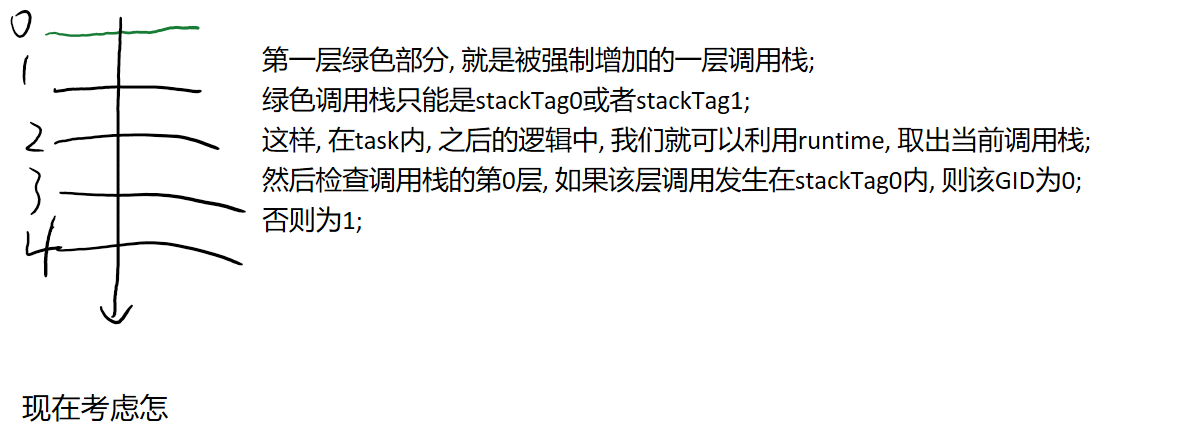 0
1
2
3
4
第一层绿色部分, 就是被强制增加的一层调用栈;
绿色调用栈只能是stackTag0或者stackTag1;
这样, 在task内, 之后的逻辑中, 我们就可以利用runtime, 取出当前调用栈;
然后检查调用栈的第0层, 如果该层调用发生在stackTag0内, 则该GID为0;
否则为1;
现在考虑怎